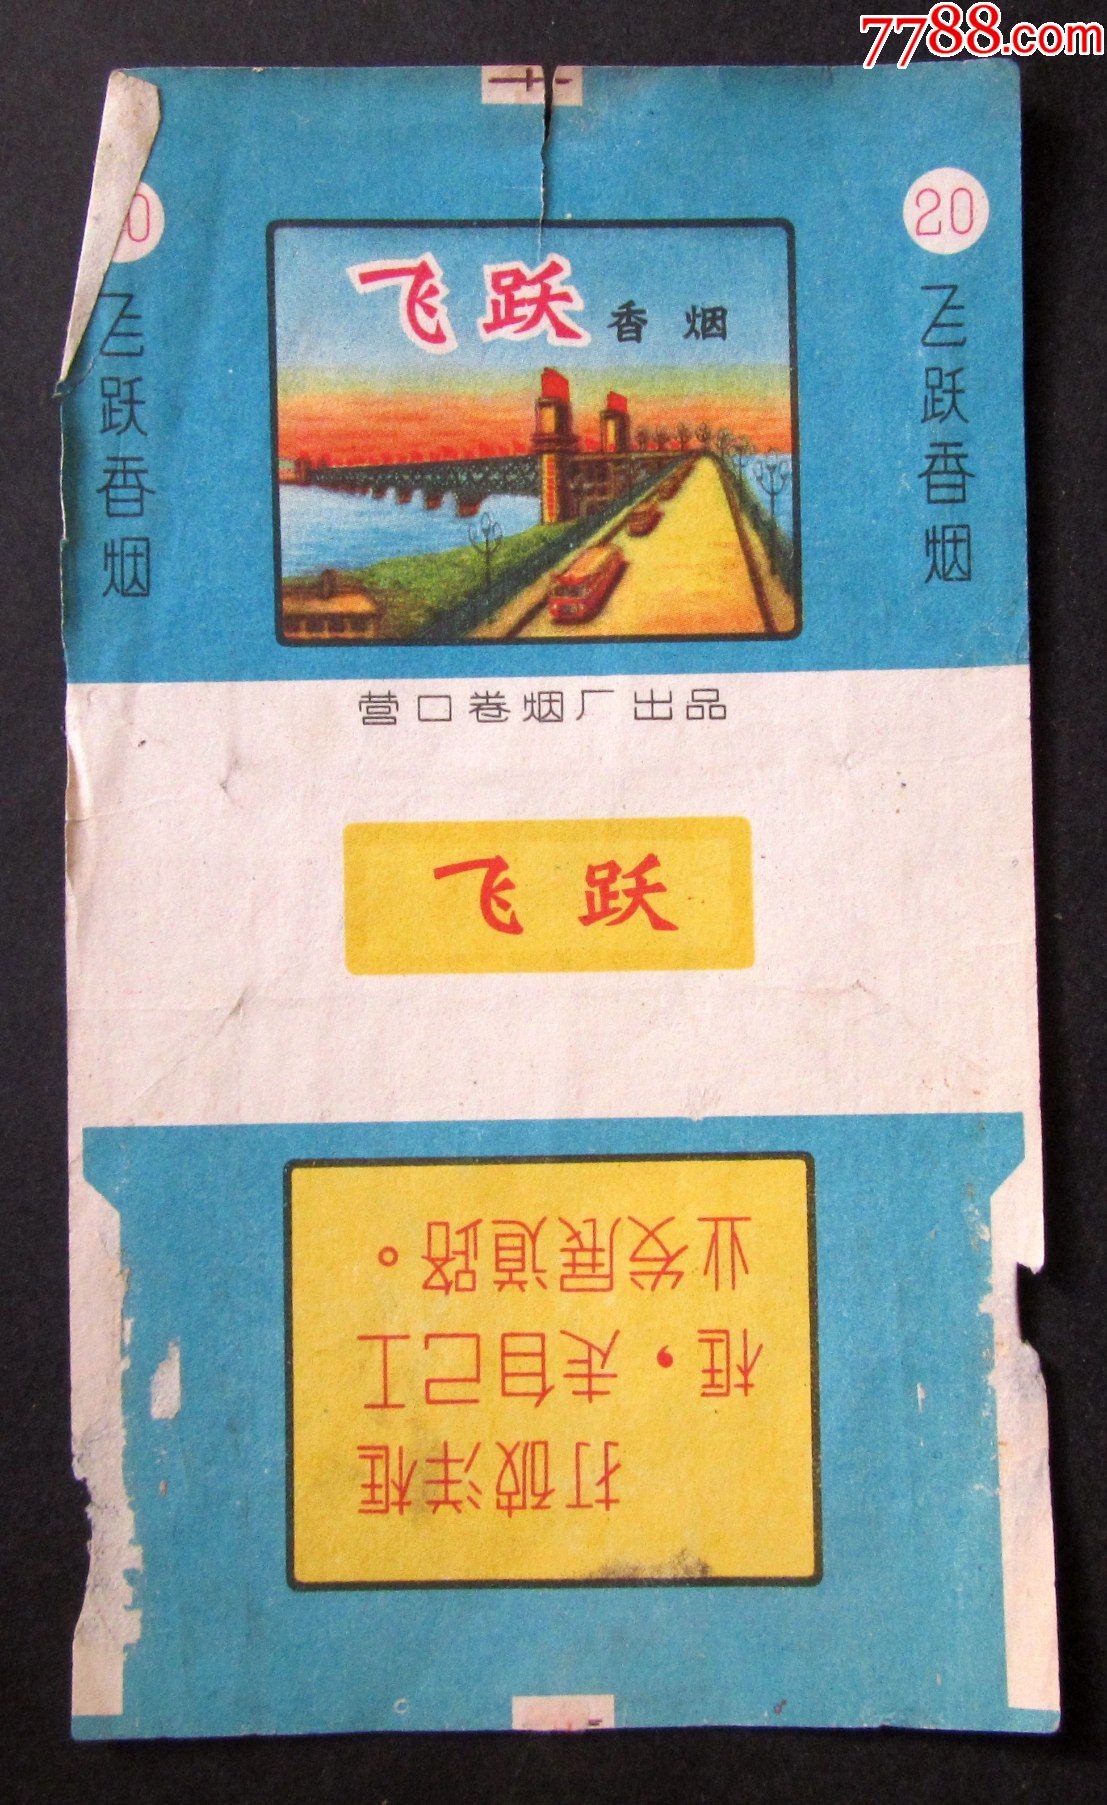 7788.com
20
飞跃香烟
飞跃 香烟
20
飞跃香烟
营口卷烟厂出品
飞跃
打破洋框
框，走自己工
业发展道路。